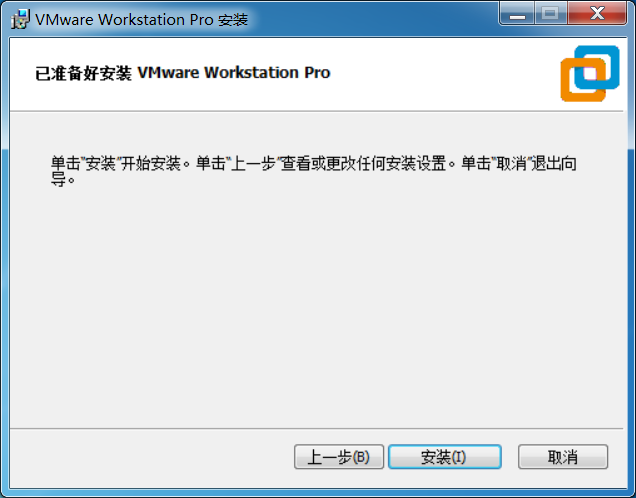 VMware Workstation Pro 安装
已准备好安装 VMware Workstation Pro
单击“安装”开始安装。单击“上一步”查看或更改任何安装设置。单击“取消”退出向
导。
上一步(B) 安装(I) 取消